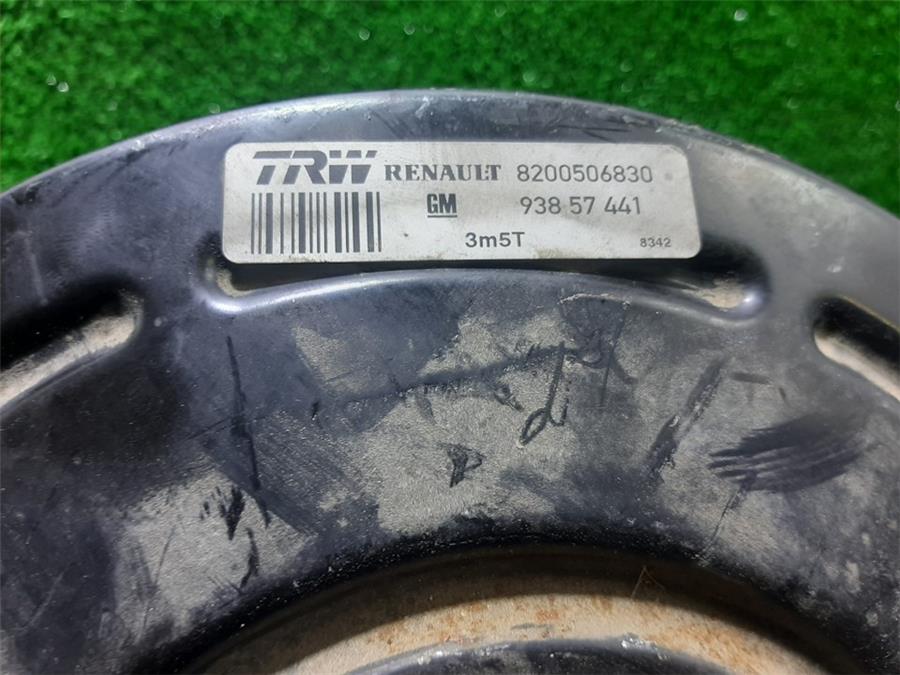 TRW RENAULT 8200506830
GM 938 57 441
3m5T 8342